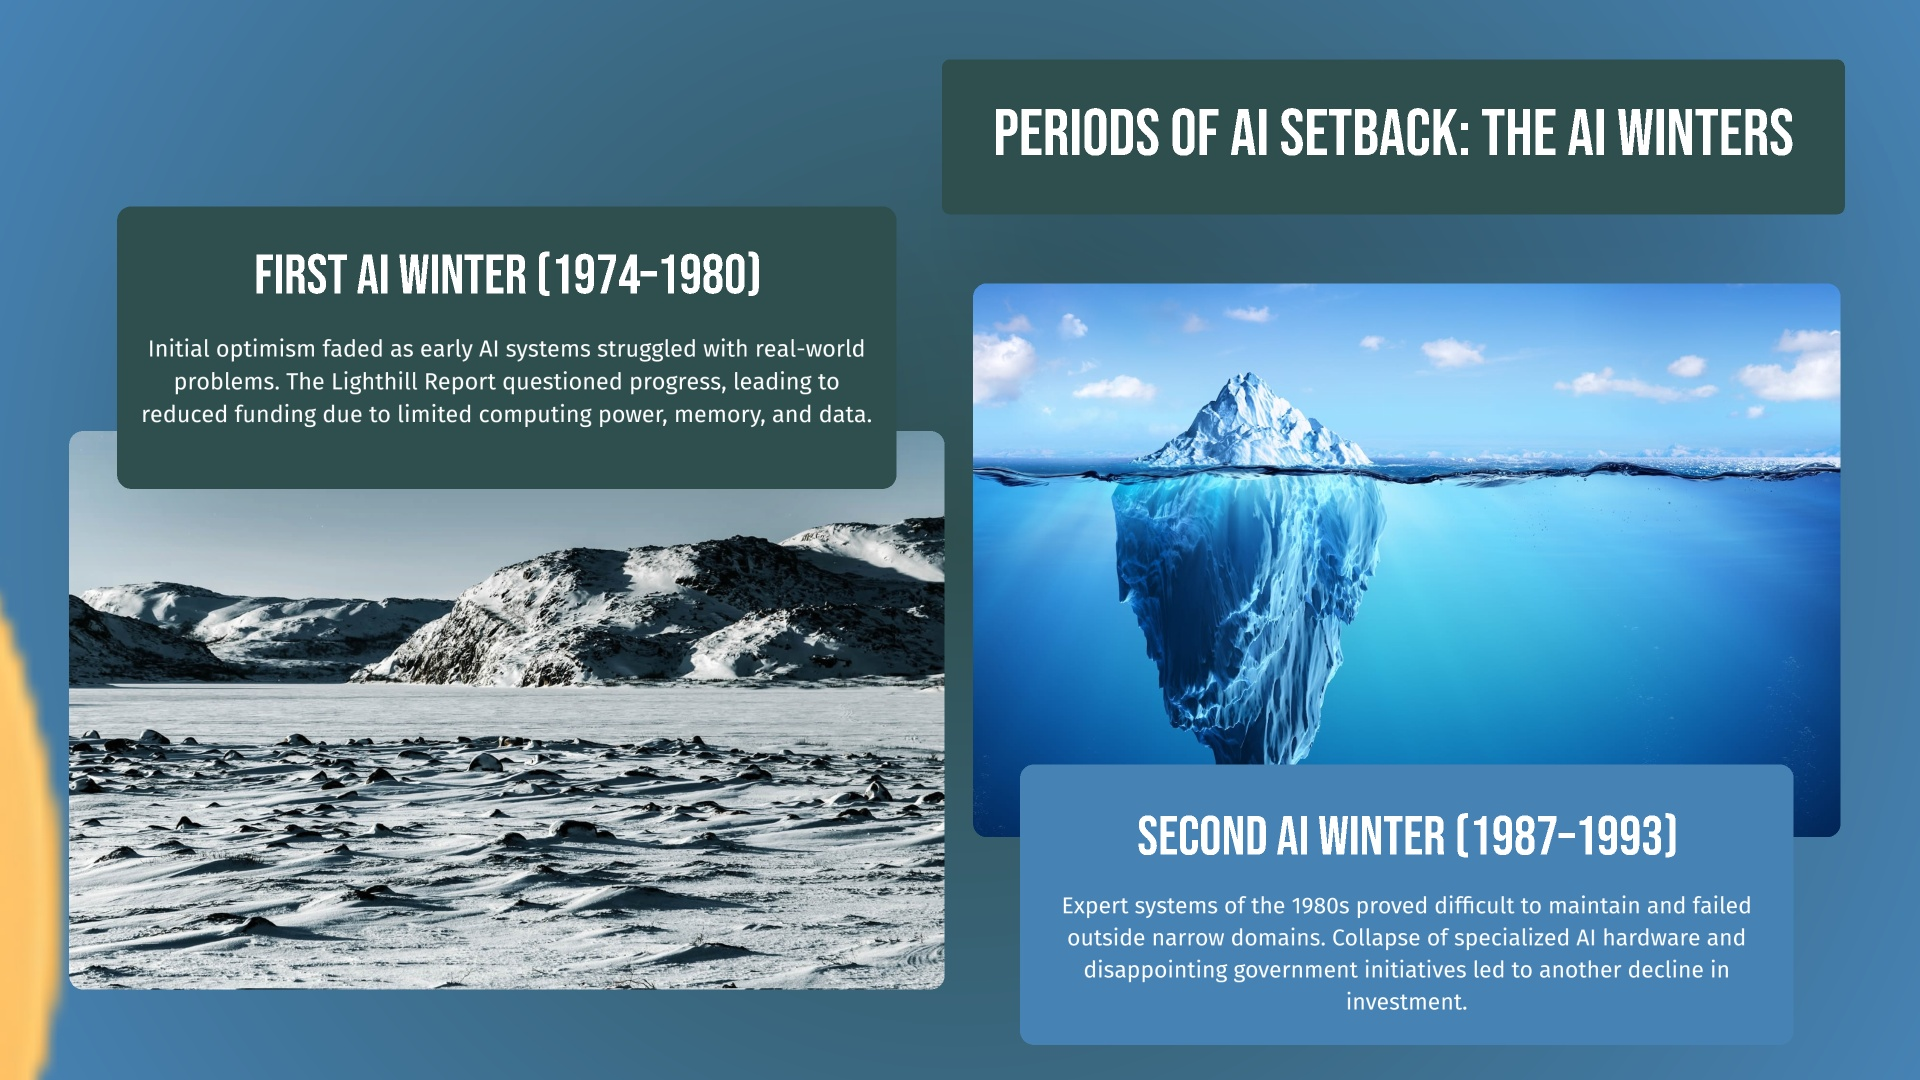 PERIODS OF AI SETBACK: THE AI WINTERS
FIRST AI WINTER (1974–1980)
Initial optimism faded as early AI systems struggled with real-world
problems. The Lighthill Report questioned progress, leading to
reduced funding due to limited computing power, memory, and data.
SECOND AI WINTER (1987–1993)
Expert systems of the 1980s proved difficult to maintain and failed
outside narrow domains. Collapse of specialized AI hardware and
disappointing government initiatives led to another decline in
investment.